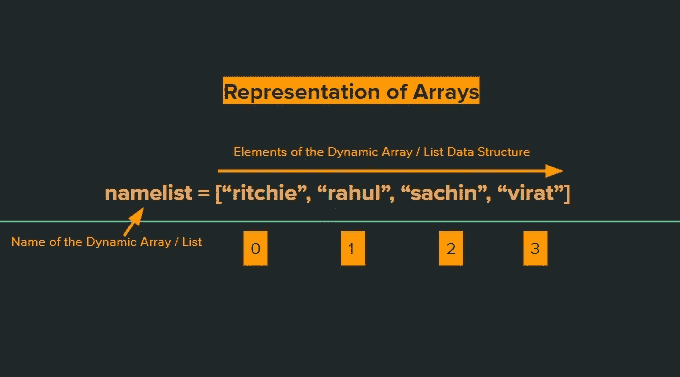 Representation of Arrays
Elements of the Dynamic Array / List Data Structure
namelist = [“ritchie”, “rahul”, “sachin”, “virat”]
Name of the Dynamic Array / List
0 1 2 3